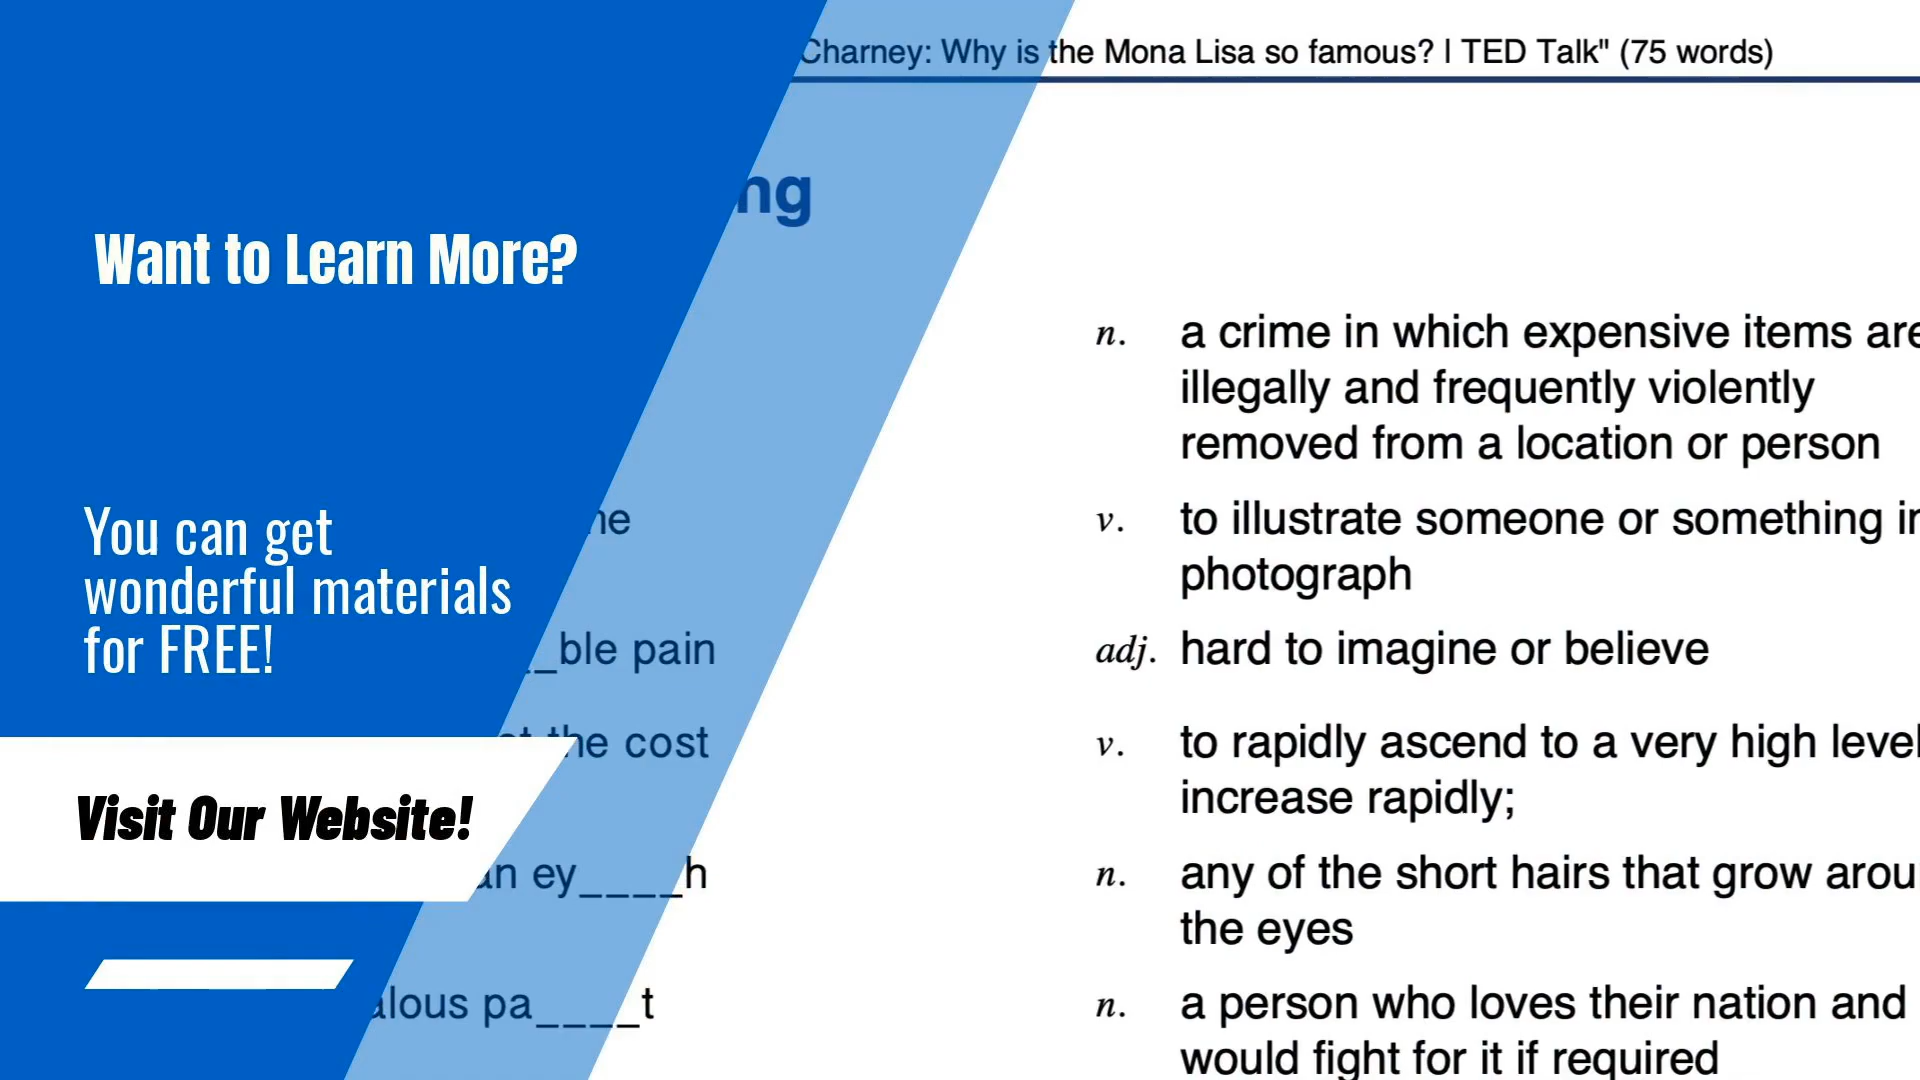 Charney: Why is the Mona Lisa so famous? | TED Talk" (75 words)
ng
Want to Learn More?
You can get
wonderful materials
for FREE!
Visit Our Website!
ne
_ble pain
the cost
an ey____h
alous pa____t
n. a crime in which expensive items are
illegally and frequently violently
removed from a location or person
v. to illustrate someone or something in
photograph
adj. hard to imagine or believe
v. to rapidly ascend to a very high level
increase rapidly;
n. any of the short hairs that grow arou
the eyes
n. a person who loves their nation and
would fight for it if required